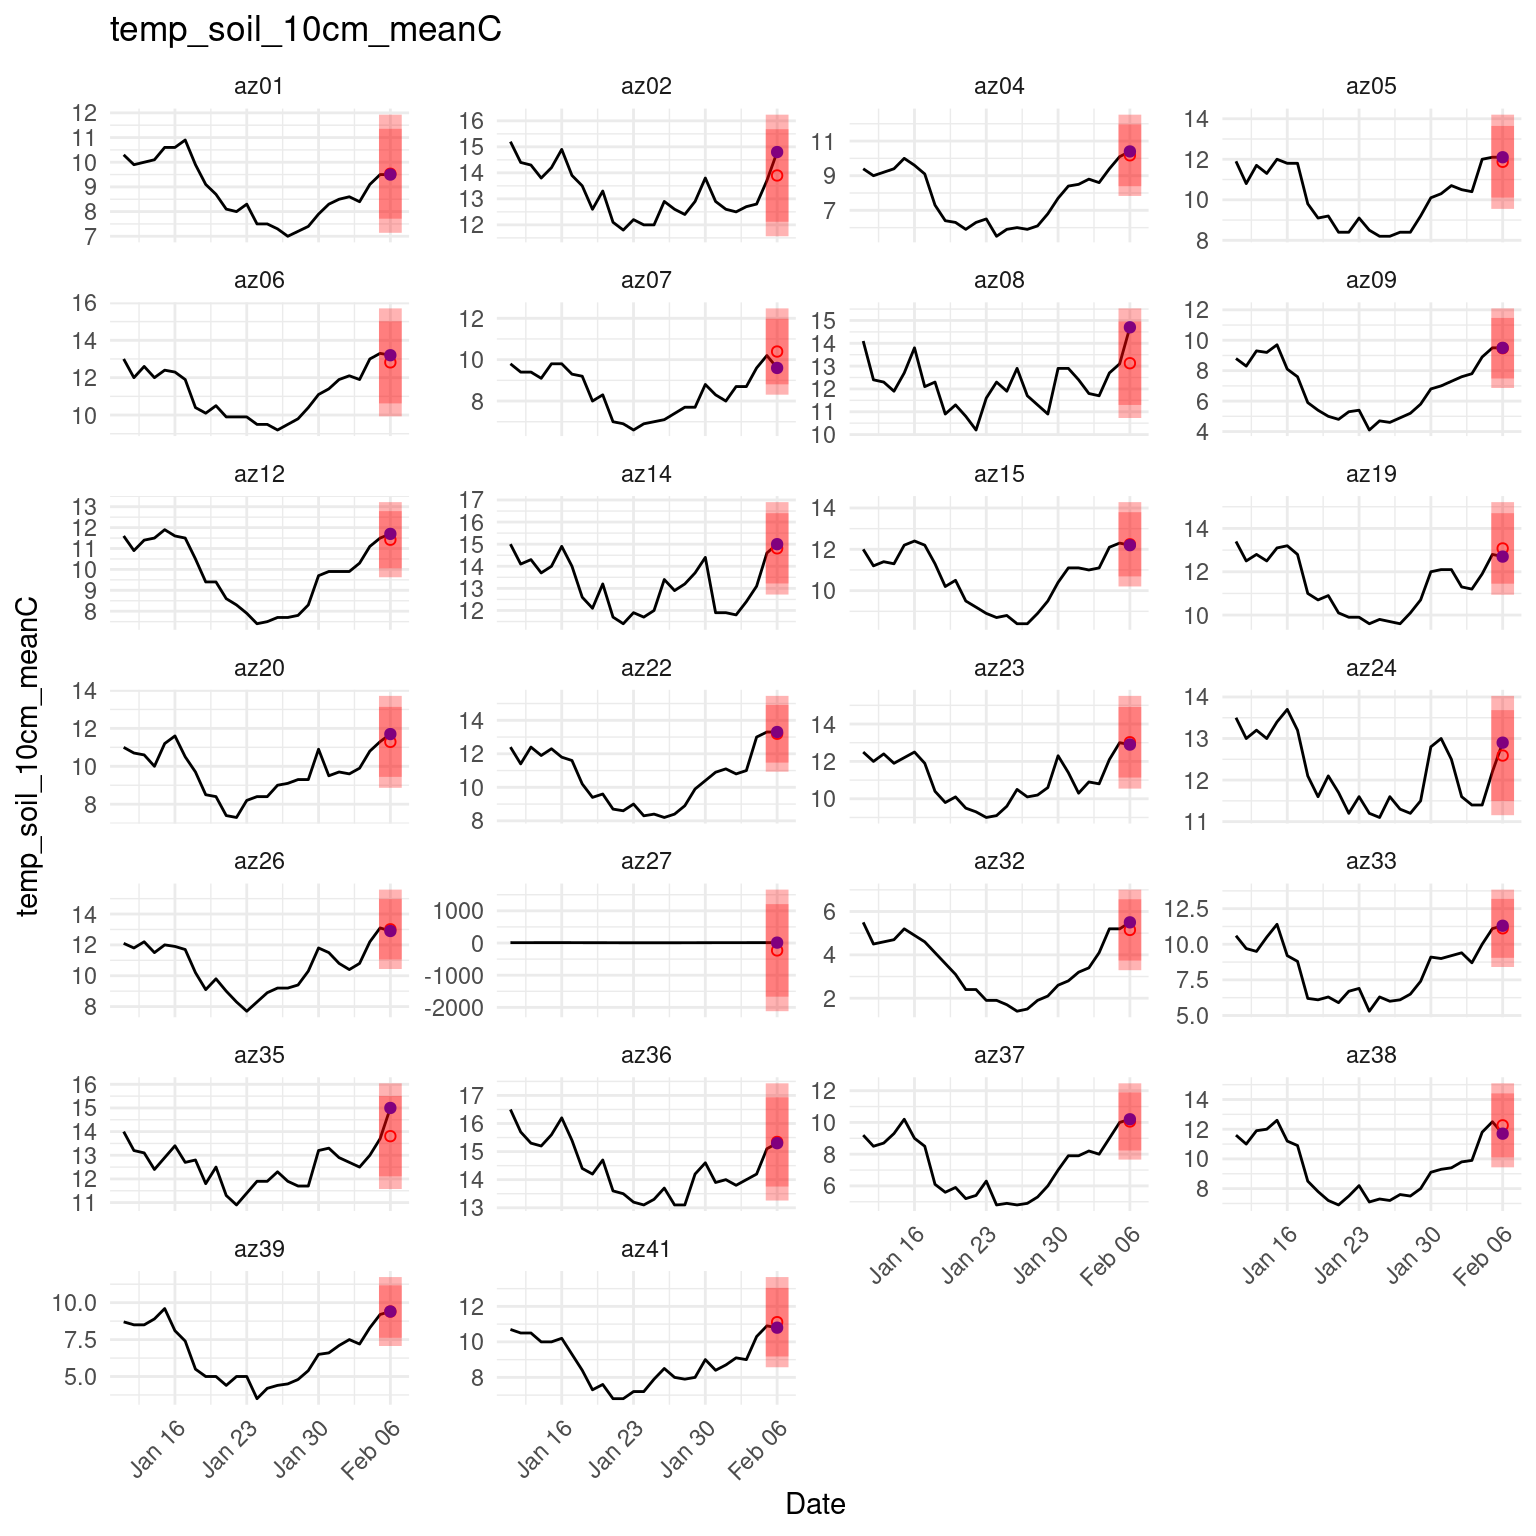 temp_soil_10cm_meanC
az01 az02 az04 az05
12 11 10 9 8 7
16 15 14 13 12
11 9 7
14 12 10 8
az06 az07 az08 az09
16 14 12 10
12 10 8
15 14 13 12 11 10
12 10 8 6 4
az12 az14 az15 az19
13 12 11 10 9 8
17 16 15 14 13 12
14 12 10
14 12 10
az20 az22 az23 az24
14 12 10 8
14 12 10 8
14 12 10
14 13 12 11
az26 az27 az32 az33
14 12 10 8
1000 0 -1000 -2000
6 4 2
12.5 10.0 7.5 5.0
az35 az36 az37 az38
16 15 14 13 12 11
17 16 15 14 13
12 10 8 6
14 12 10 8
Jan 16 Jan 23 Jan 30 Feb 06
Jan 16 Jan 23 Jan 30 Feb 06
az39 az41
10.0 7.5 5.0
12 10 8
Jan 16 Jan 23 Jan 30 Feb 06
Jan 16 Jan 23 Jan 30 Feb 06
temp_soil_10cm_meanC
Date